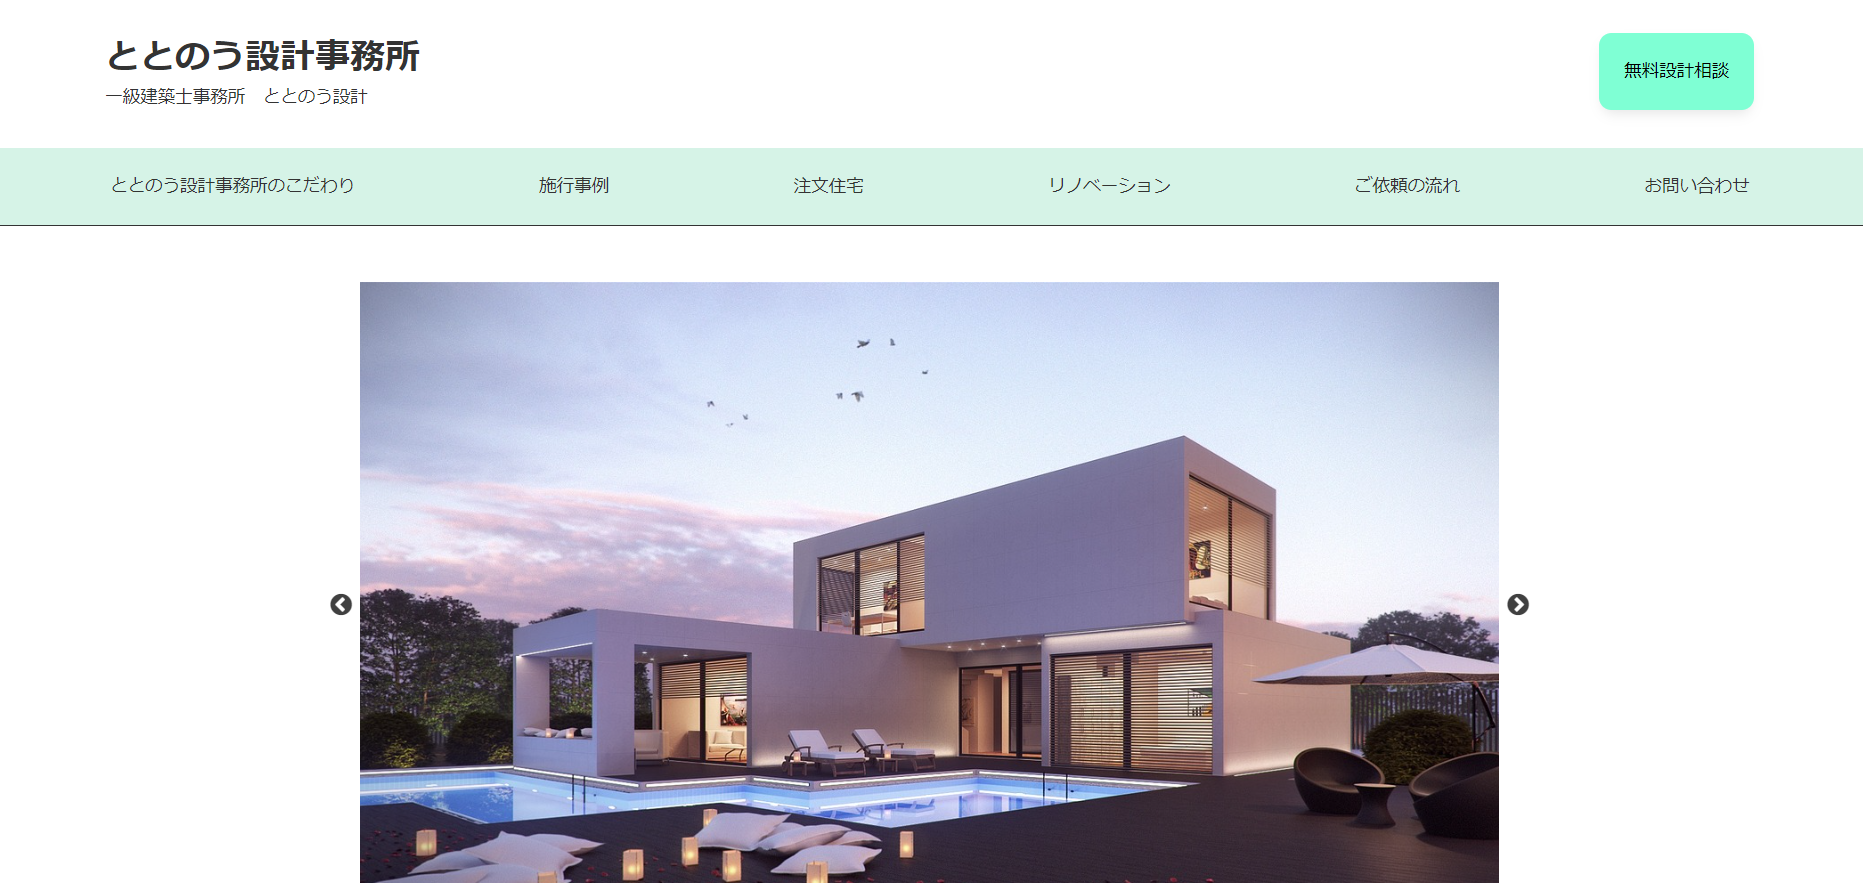 ととのう設計事務所
一級建築士事務所　ととのう設計
無料設計相談
ととのう設計事務所のこだわり
施行事例
注文住宅
リノベーション
ご依頼の流れ
お問い合わせ